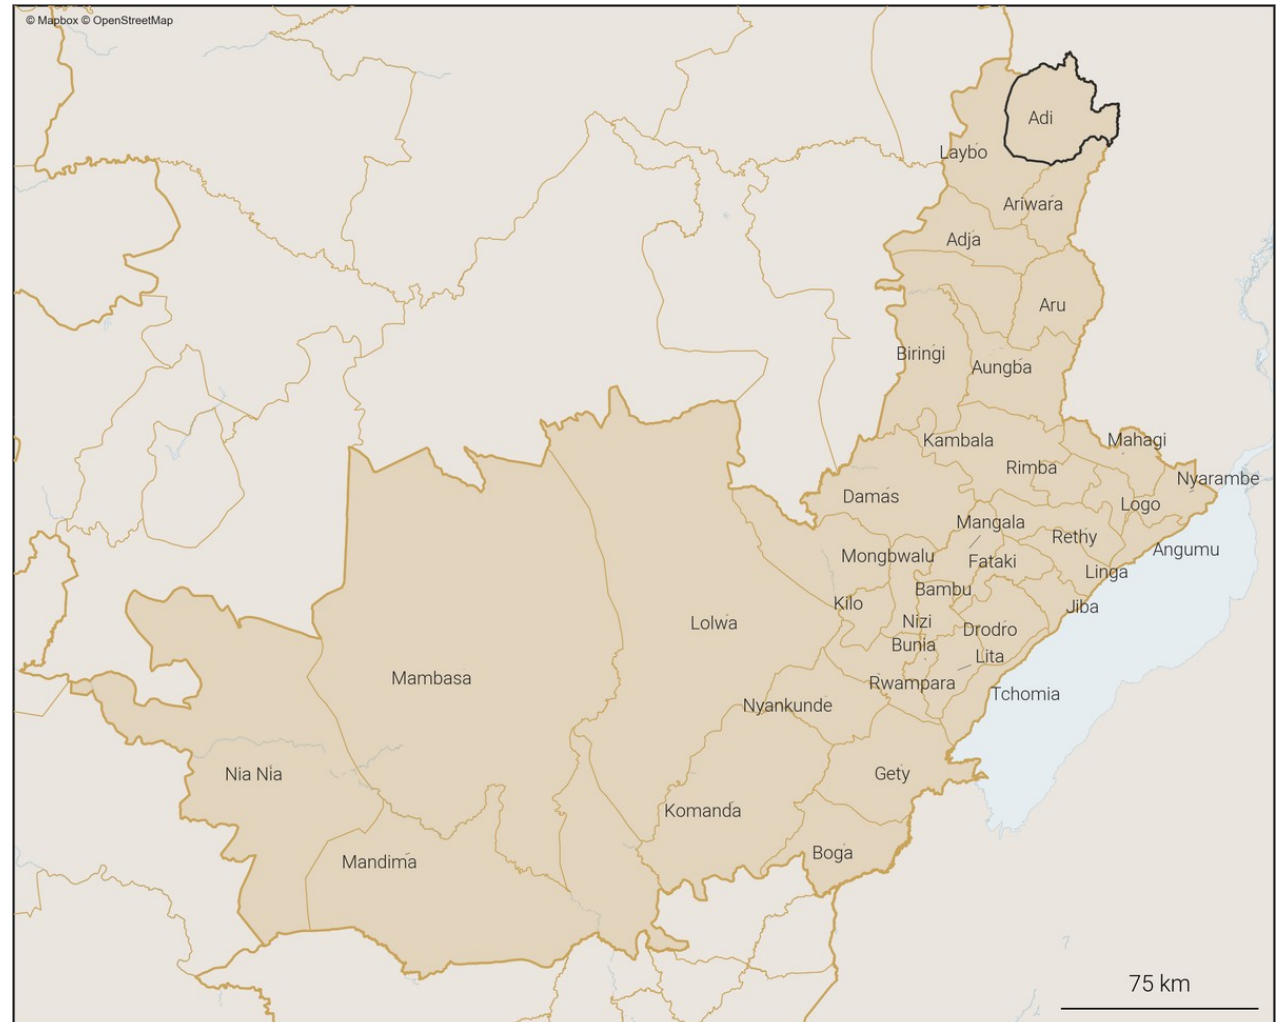 © Mapbox © OpenStreetMap
Adi
Laybo
Ariwara
Adja
Aru
Biringi
Aungba
Kambala
Mahagi
Rimba
Nyarambe
Damas
Logo
Mangala
Rethy
Angumu
Mongbwalu
Fataki
Linga
Bambu
Kilo
Jiba
Nizi
Lolwa
Drodro
Bunia
Lita
Mambasa
Rwampara
Tchomia
Nyankunde
Nia Nia
Gety
Komanda
Boga
Mandima
75 km